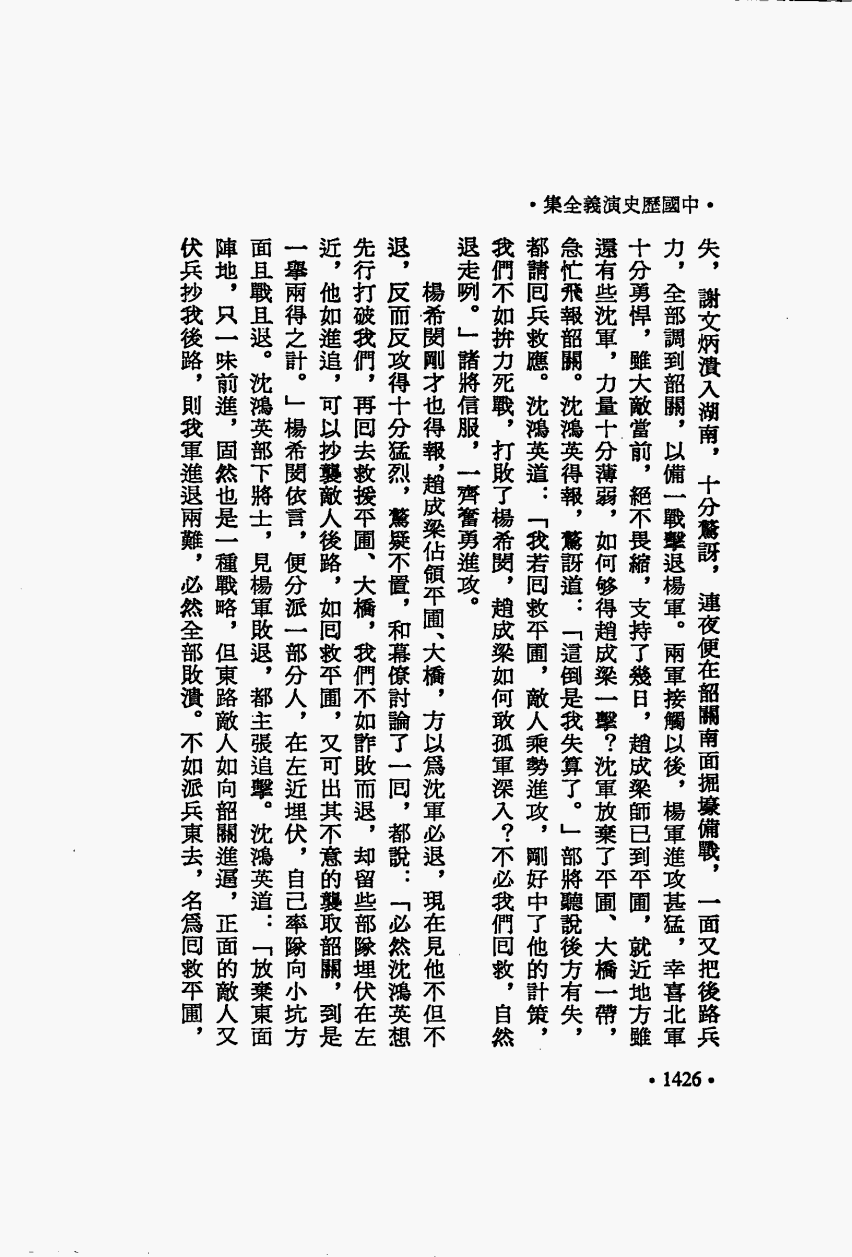 ・中國歷史演義全集・
失，謝文炳潰入湖南，十分驚訝，連夜便在韶關南面掘壕備戰，一面又把後路兵
力，全部調到韶關，以備一戰擊退楊軍。兩軍接觸以後，楊軍進攻甚猛，幸喜北軍
十分勇悍，雖大敵當前，絕不畏縮，支持了幾日，趙成梁師已到平圃，就近地方雖
還有些沈軍，力量十分薄弱，如何够得趙成梁一擊？沈軍放棄了平圃、大橋一帶，
急忙飛報韶關。沈鴻英得報，驚訝道：「這倒是我失算了。」部將聽說後方有失，
都請回兵救應。沈鴻英道：「我若回救平圃，敵人乘勢進攻，剛好中了他的計策，
我們不如拚力死戰，打敗了楊希閔，趙成梁如何敢孤軍深入？不必我們回救，自然
退走咧。」諸將信服，一齊奮勇進攻。
楊希閔剛才也得報，趙成梁佔領平圃、大橋，方以爲沈軍必退，現在見他不但不
退，反而反攻得十分猛烈，驚疑不置，和幕僚討論了一回，都說：「必然沈鴻英想
先行打破我們，再回去救援平圃、大橋，我們不如詐敗而退，却留些部隊埋伏在左
近，他如進追，可以抄襲敵人後路，如回救平圃，又可出其不意的襲取韶關，到是
一舉兩得之計。」楊希閔依言，便分派一部分人，在左近埋伏，自己率隊向小坑方
面且戰且退。沈鴻英部下將士，見楊軍敗退，都主張追擊。沈鴻英道：「放棄東面
陣地，只一味前進，固然也是一種戰略，但東路敵人如向韶關進逼，正面的敵人又
伏兵抄我後路，則我軍進退兩難，必然全部敗潰。不如派兵東去，名爲回救平圃，
・1426・